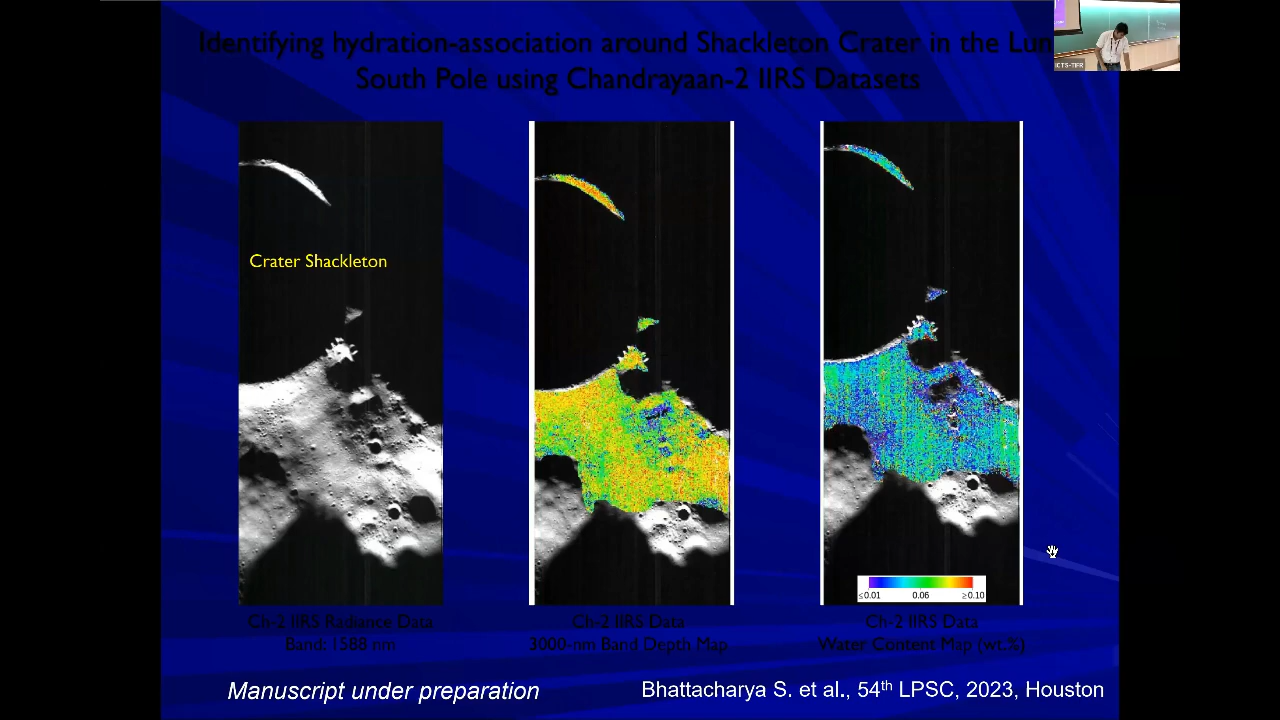 Identifying hydration-association around Shackleton Crater in the Lun
South Pole using Chandrayaan-2 IIRS Datasets
ICTS-TIFR
Crater Shackleton
≤0.01 0.06 ≥0.10
Ch-2 IIRS Radiance Data
Band: 1588 nm
Ch-2 IIRS Data
3000-nm Band Depth Map
Ch-2 IIRS Data
Water Content Map (wt.%)
Manuscript under preparation
Bhattacharya S. et al., 54th LPSC, 2023, Houston